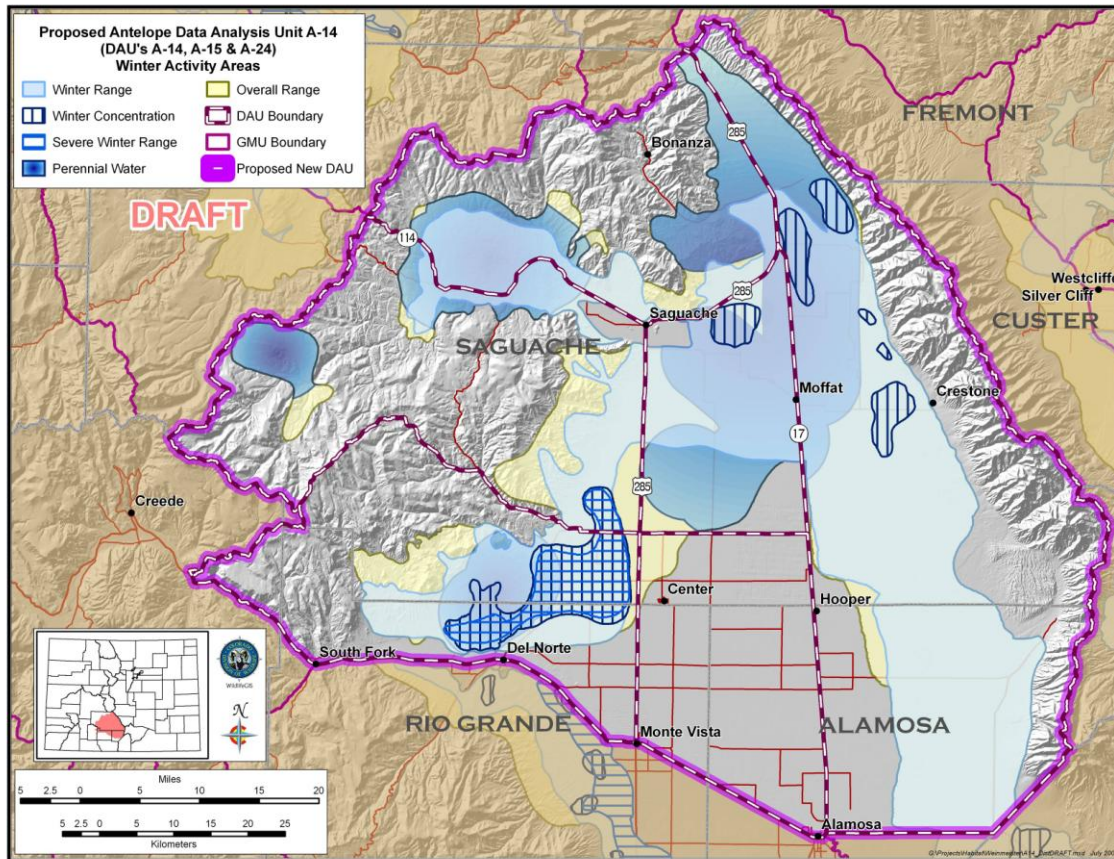 Proposed Antelope Data Analysis Unit A-14
(DAU's A-14, A-15 & A-24)
Winter Activity Areas
Winter Range
Overall Range
Winter Concentration
DAU Boundary
Severe Winter Range
GMU Boundary
Perennial Water
Proposed New DAU
DRAFT
FREMONT
285
Bonanza
114
285
Westcliffe
Silver Cliff
CUSTER
Saguache
SAGUACHE
Moffat
Crestone
17
285
Creede
Center
Hooper
South Fork
Del Norte
RIO GRANDE
ALAMOSA
Monte Vista
Alamosa
WILDLIFE
N
Miles
5 2.5 0 5 10 15 20
5 2.5 0 5 10 15 20 25
Kilometers